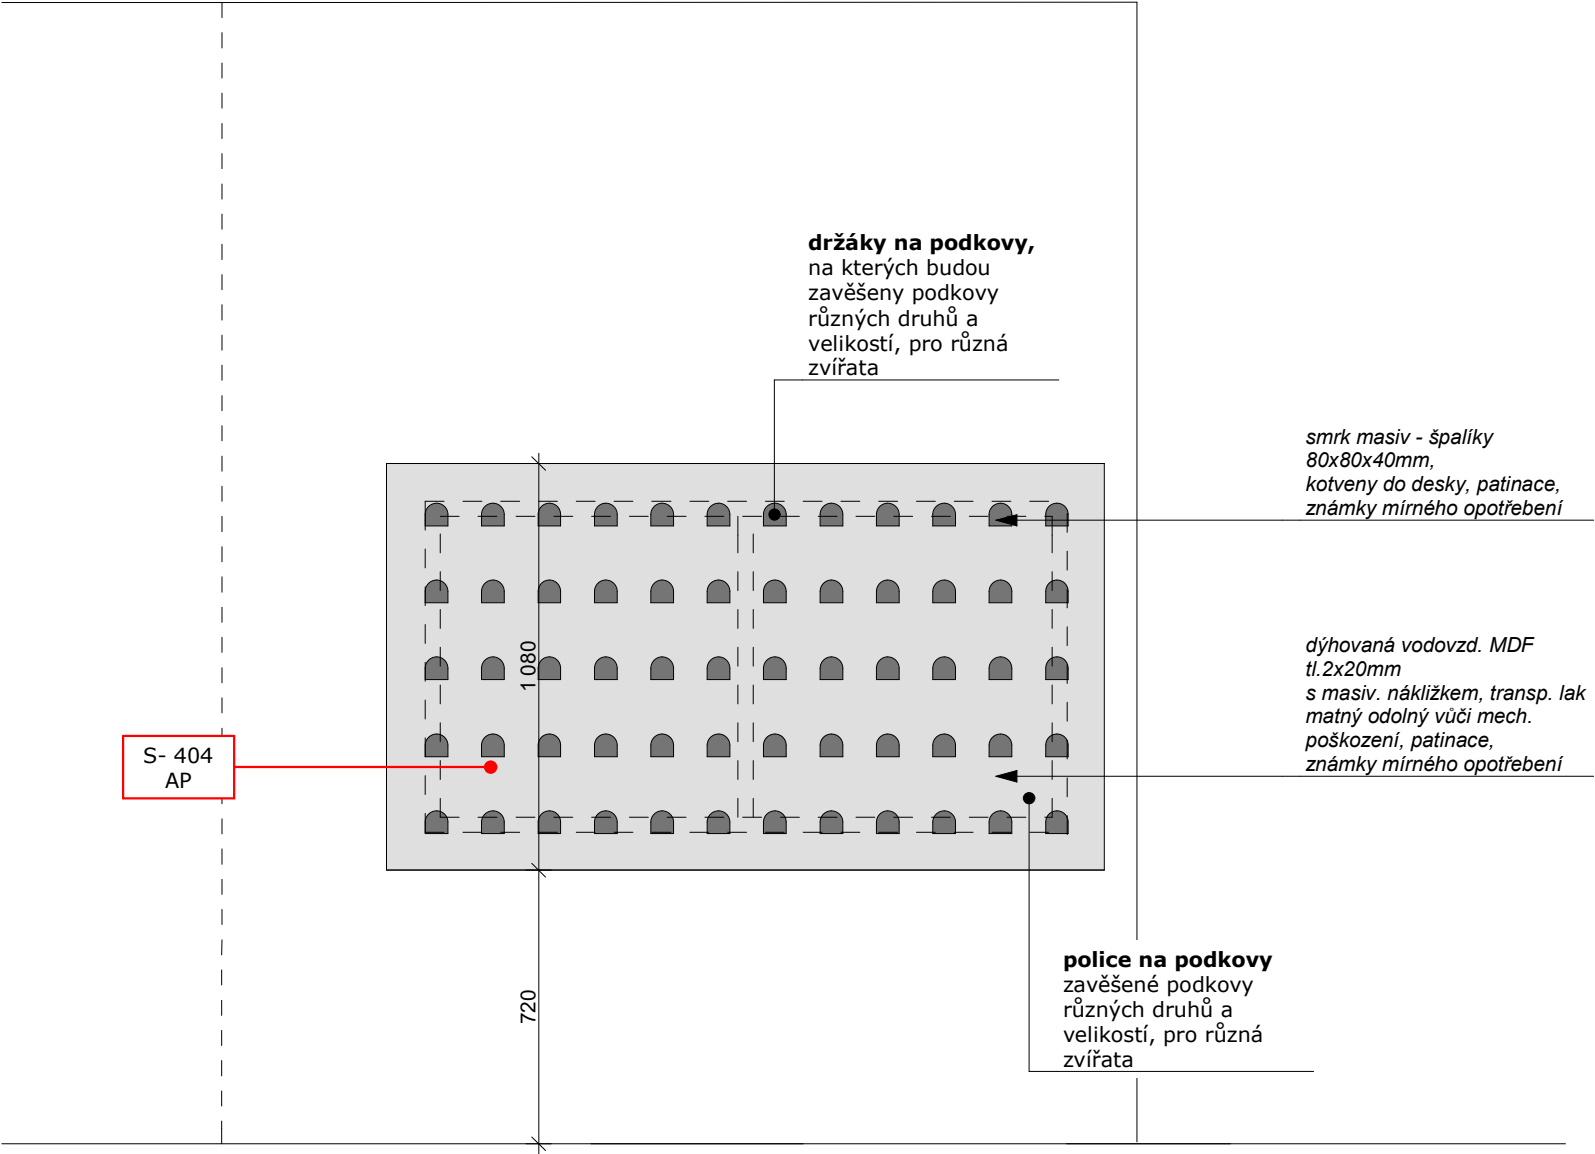 držáky na podkovy,
na kterých budou
zavěšeny podkovy
různých druhů a
velikostí, pro různá
zvířata
smrk masiv - špalíky
80x80x40mm,
kotveny do desky, patinace,
známky mírného opotřebení
1 080
dýhovaná vodovzd. MDF
tl.2x20mm
s masiv. nákližkem, transp. lak
matný odolný vůči mech.
poškození, patinace,
známky mírného opotřebení
S- 404
AP
720
police na podkovy
zavěšené podkovy
různých druhů a
velikostí, pro různá
zvířata